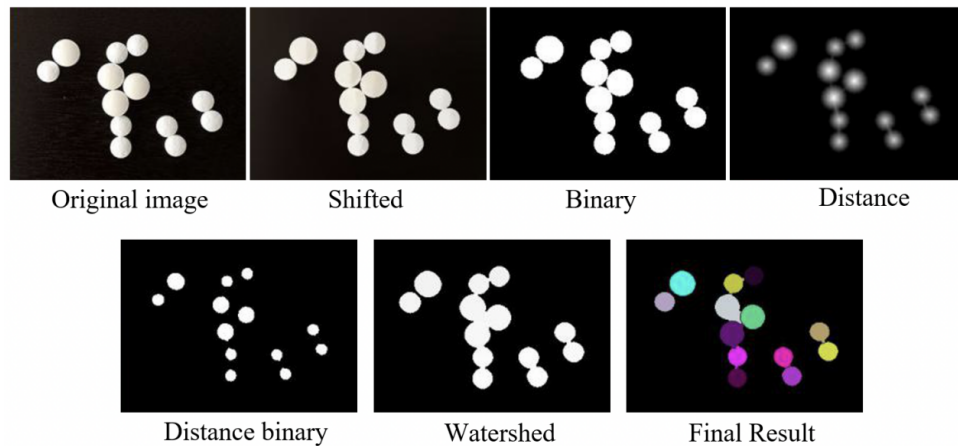 Original image
Shifted
Binary
Distance
Distance binary
Watershed
Final Result